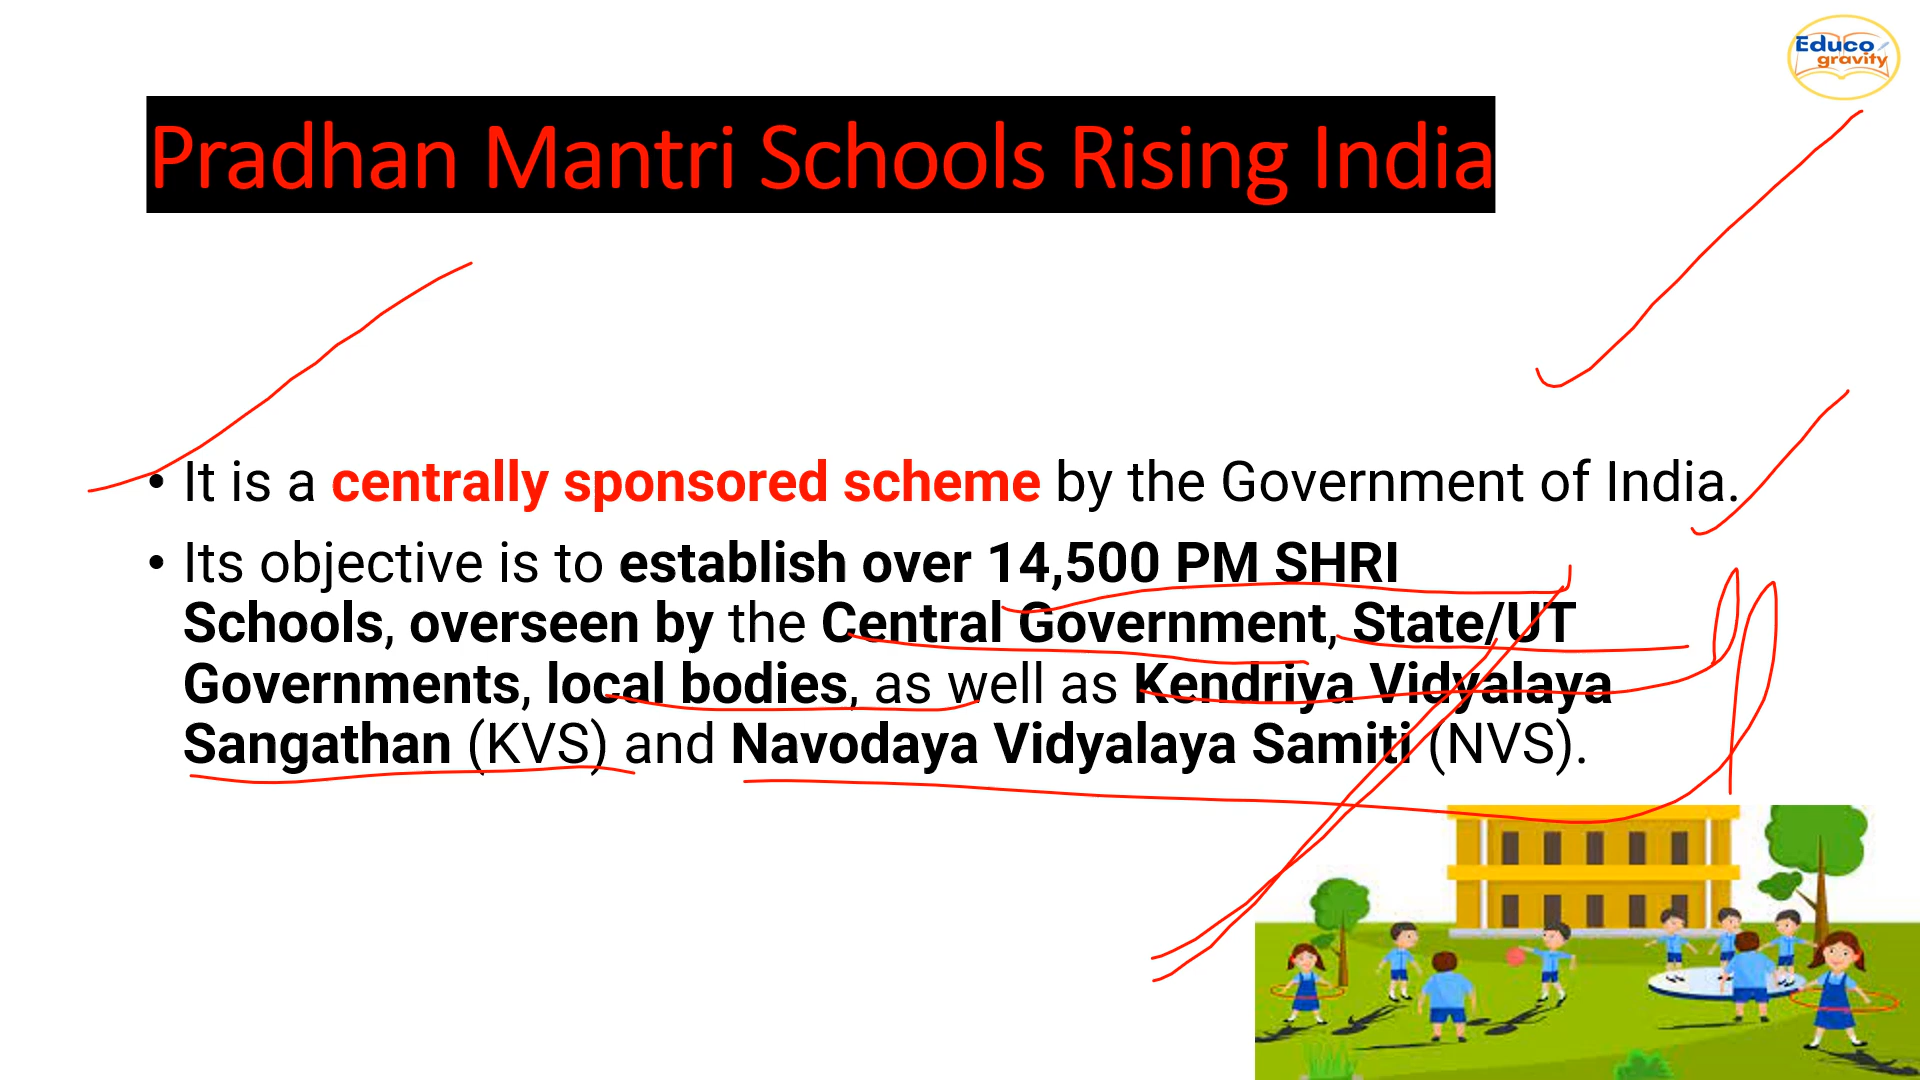 Educo
gravity
Pradhan Mantri Schools Rising India
• It is a centrally sponsored scheme by the Government of India.
• Its objective is to establish over 14,500 PM SHRI
Schools, overseen by the Central Government, State/UT
Governments, local bodies, as well as Kendriya Vidyalaya
Sangathan (KVS) and Navodaya Vidyalaya Samiti (NVS).